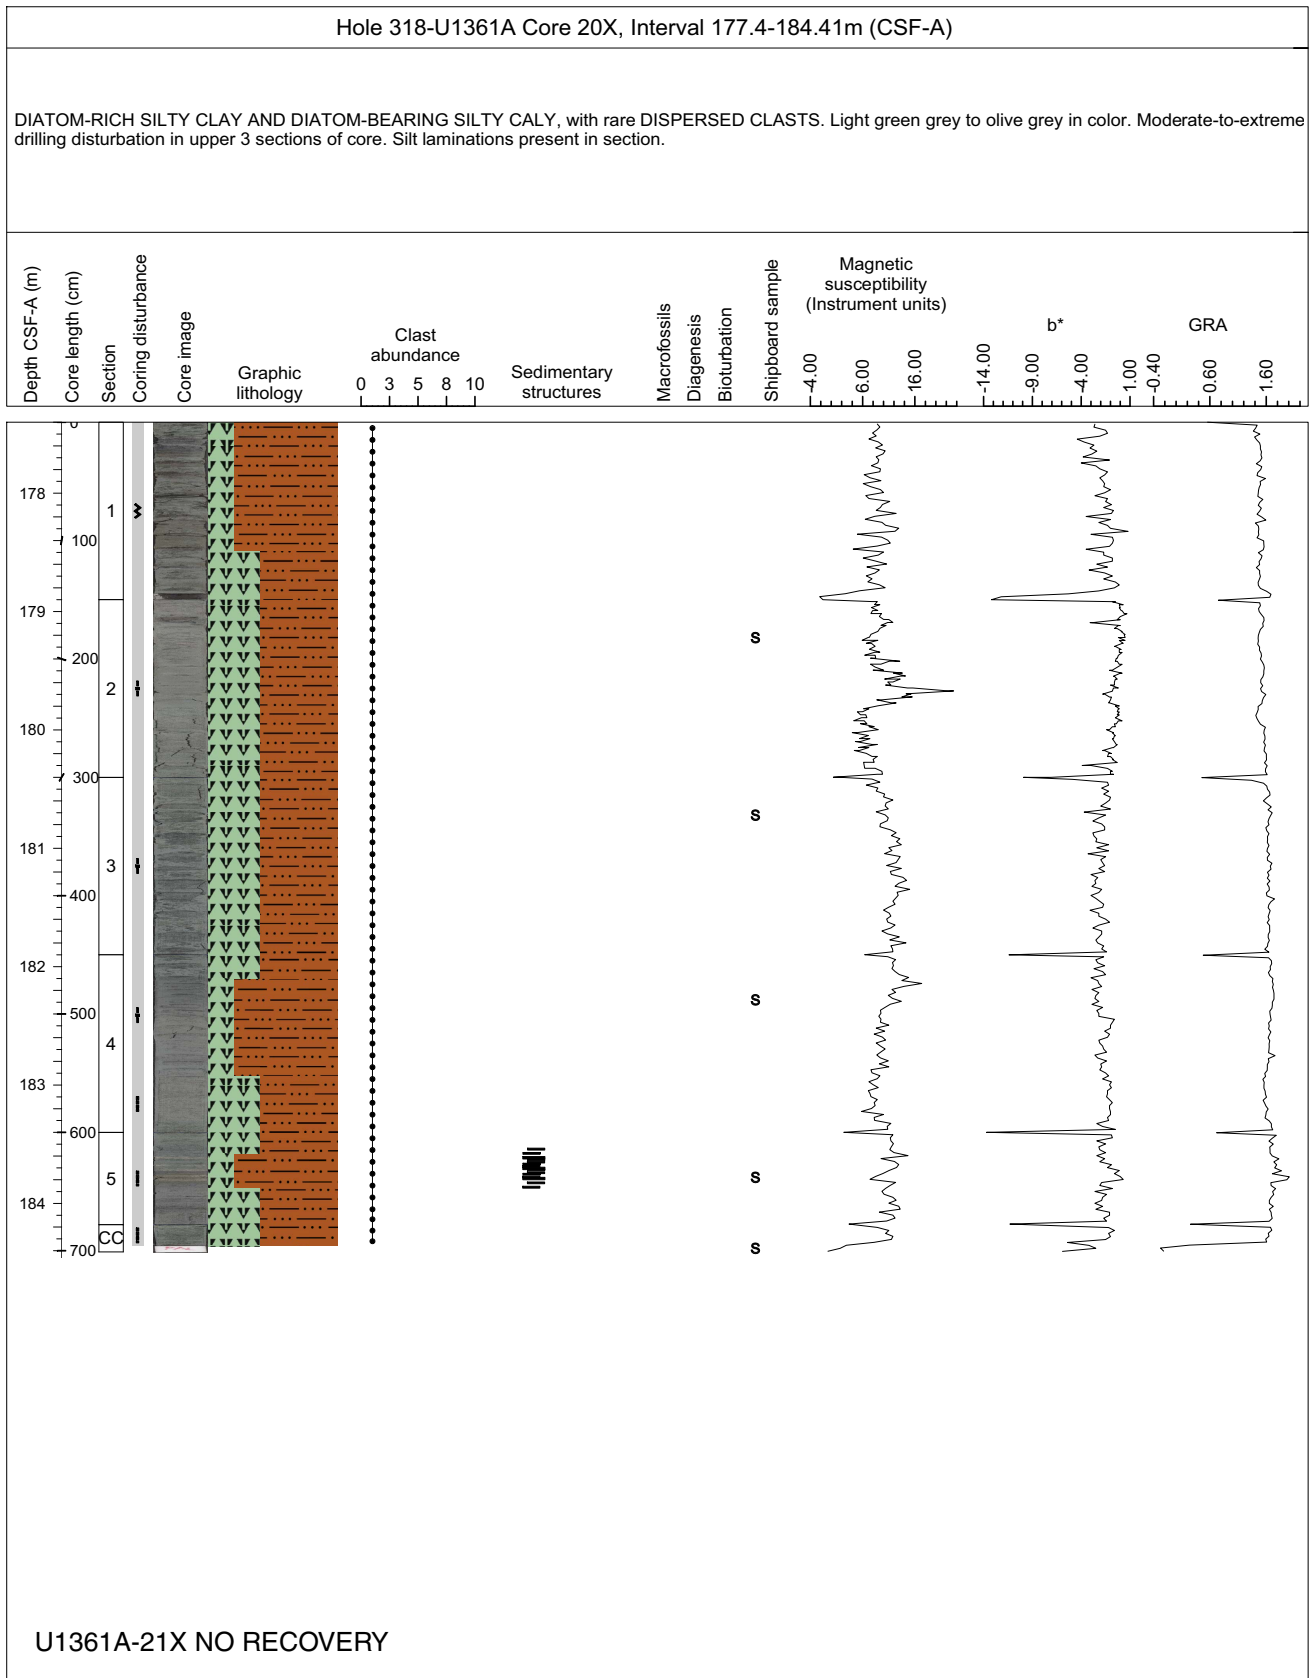 Hole 318-U1361A Core 20X, Interval 177.4-184.41m (CSF-A)
DIATOM-RICH SILTY CLAY AND DIATOM-BEARING SILTY CALY, with rare DISPERSED CLASTS. Light green grey to olive grey in color. Moderate-to-extreme
drilling disturbation in upper 3 sections of core. Silt laminations present in section.
Depth CSF-A (m)
Core length (cm)
Section
Coring disturbance
Core image
Graphic
lithology
Clast
abundance
0 3 5 8 10
Sedimentary
structures
Macrofossils
Diagenesis
Bioturbation
Shipboard sample
Magnetic
susceptibility
(Instrument units)
-4.00
6.00
16.00
b*
-14.00
-9.00
-4.00
1.00
GRA
-0.40
0.60
1.60
0
178
1
100
179
S
200
2
180
300
S
181
3
400
182
S
500
4
183
600
S
5
184
CC
S
700
U1361A-21X NO RECOVERY